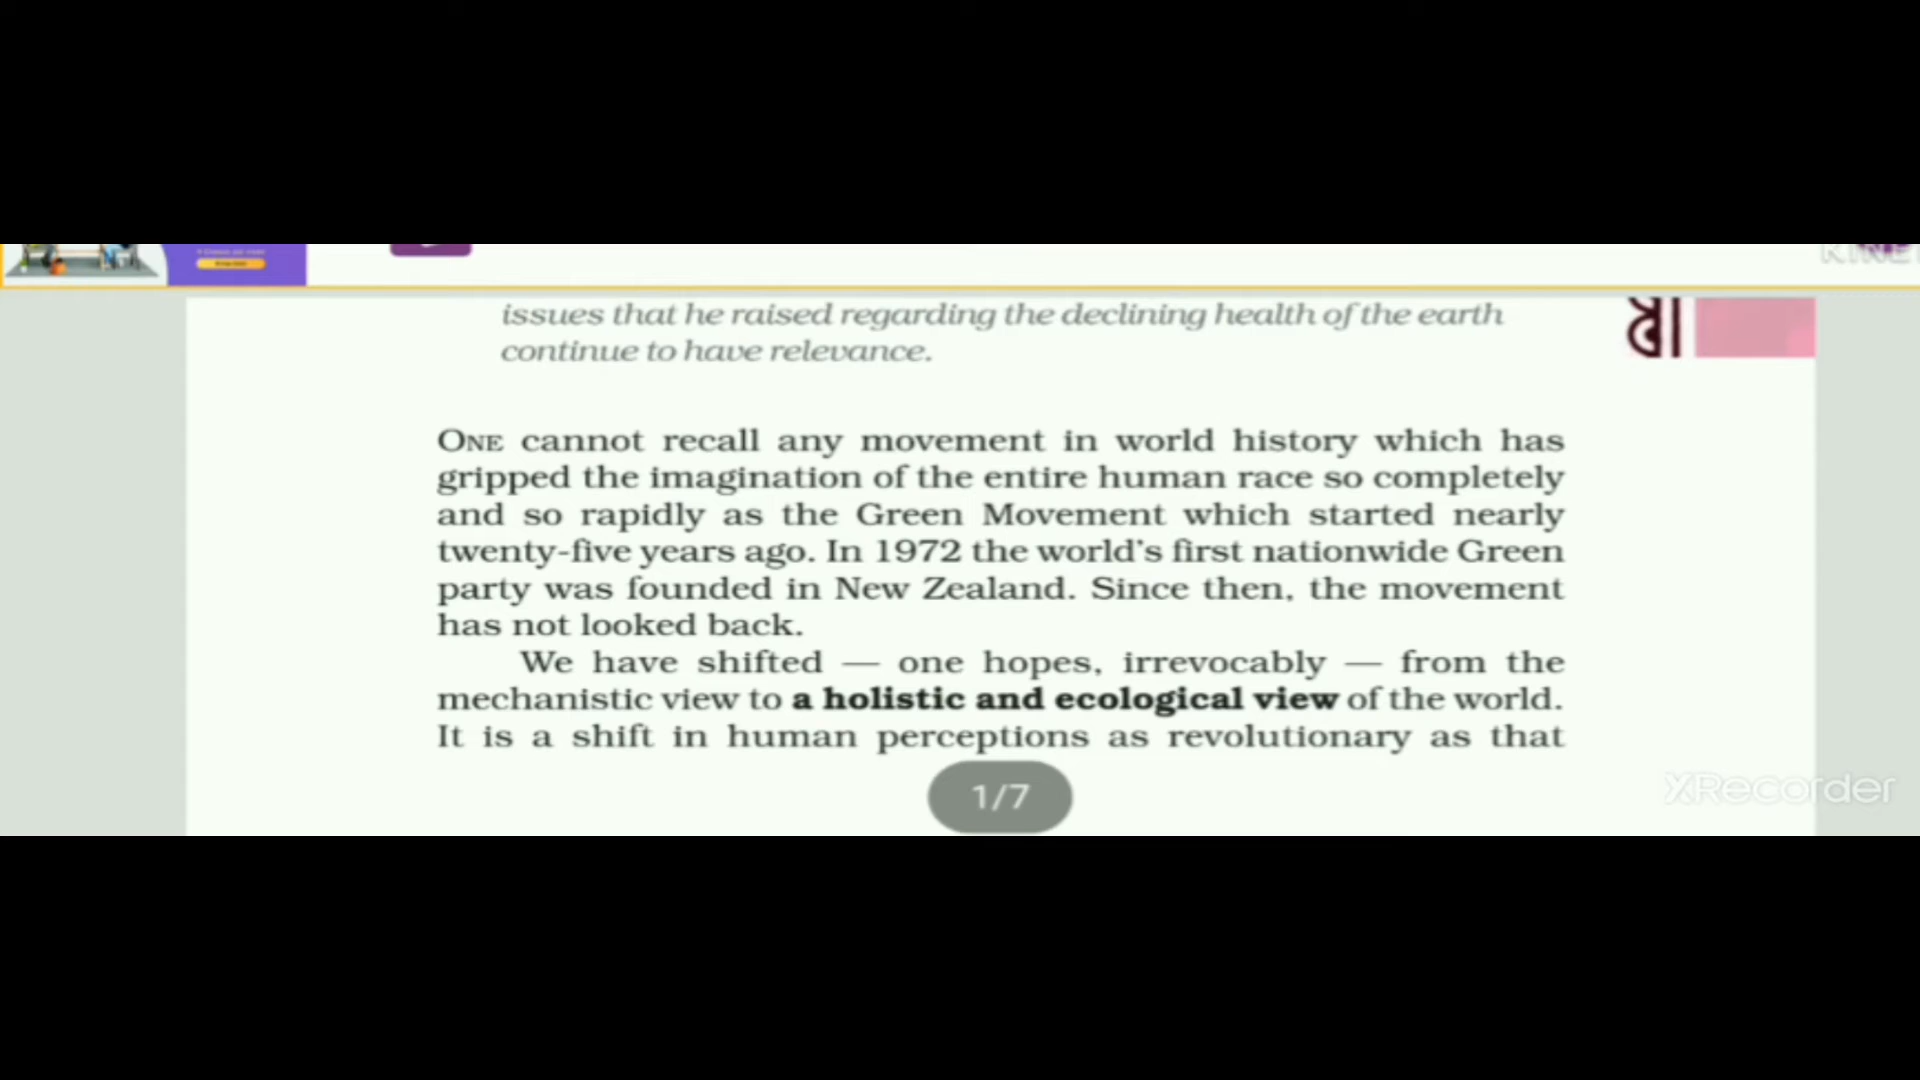 issues that he raised regarding the declining health of the earth
continue to have relevance.
ONE cannot recall any movement in world history which has
gripped the imagination of the entire human race so completely
and so rapidly as the Green Movement which started nearly
twenty-five years ago. In 1972 the world's first nationwide Green
party was founded in New Zealand. Since then, the movement
has not looked back.
We have shifted — one hopes, irrevocably — from the
mechanistic view to a holistic and ecological view of the world.
It is a shift in human perceptions as revolutionary as that
1/7
XRecorder